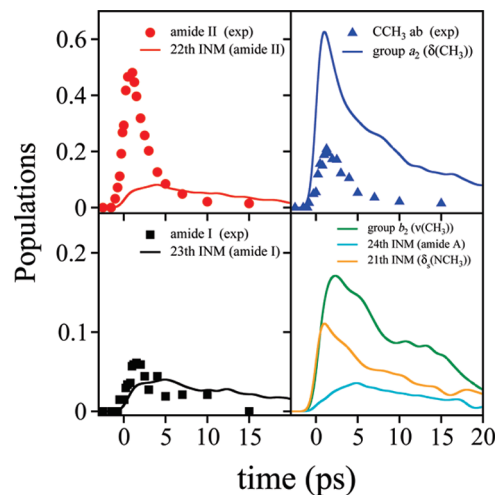 0.6
0.4
0.2
0
0.2
0.1
0
Populations
amide II (exp)
22th INM (amide II)
CCH3 ab (exp)
group a2 (δ(CH3))
amide I (exp)
23th INM (amide I)
group b2 (ν(CH3))
24th INM (amide A)
21th INM (δs(NCH3))
0 5 10 15
0 5 10 15 20
time (ps)